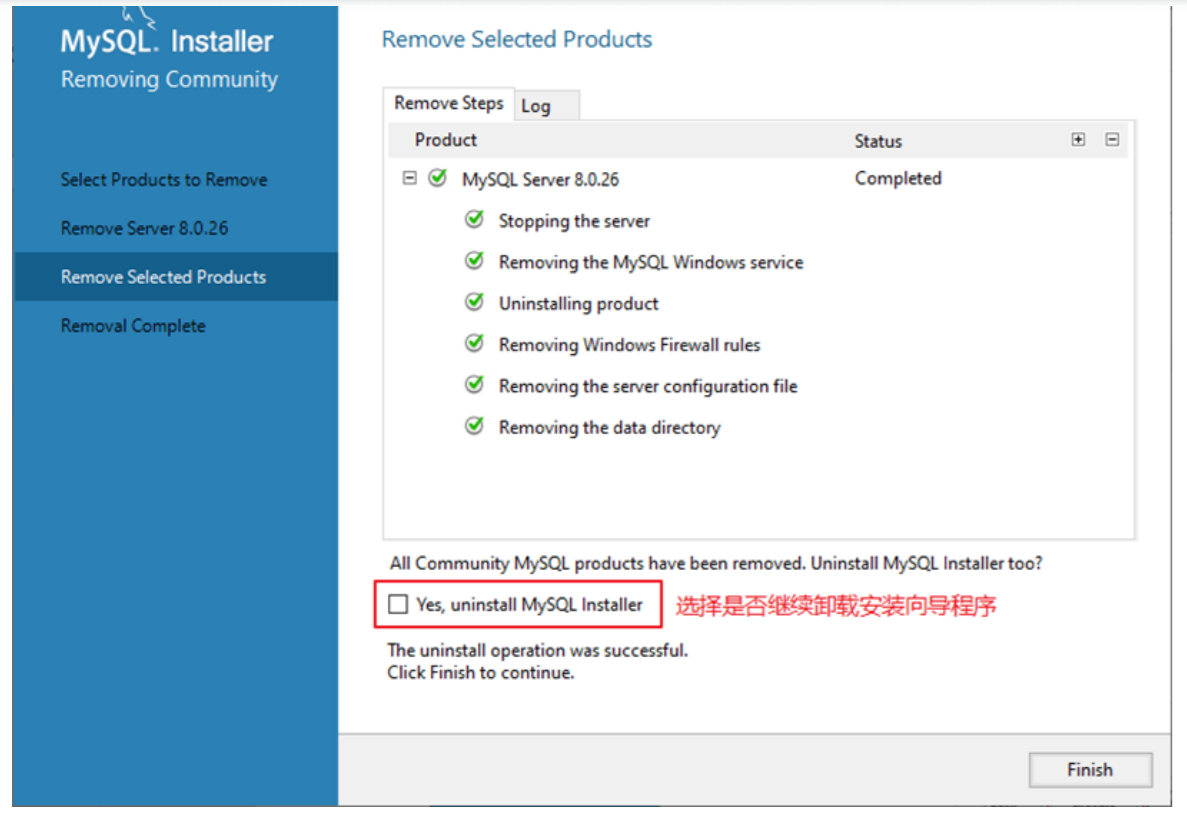 MySQL. Installer
Removing Community
Select Products to Remove
Remove Server 8.0.26
Remove Selected Products
Removal Complete
Remove Selected Products
Remove Steps Log
Product Status
MySQL Server 8.0.26 Completed
Stopping the server
Removing the MySQL Windows service
Uninstalling product
Removing Windows Firewall rules
Removing the server configuration file
Removing the data directory
All Community MySQL products have been removed. Uninstall MySQL Installer too?
Yes, uninstall MySQL Installer 选择是否继续卸载安装向导程序
The uninstall operation was successful.
Click Finish to continue.
Finish